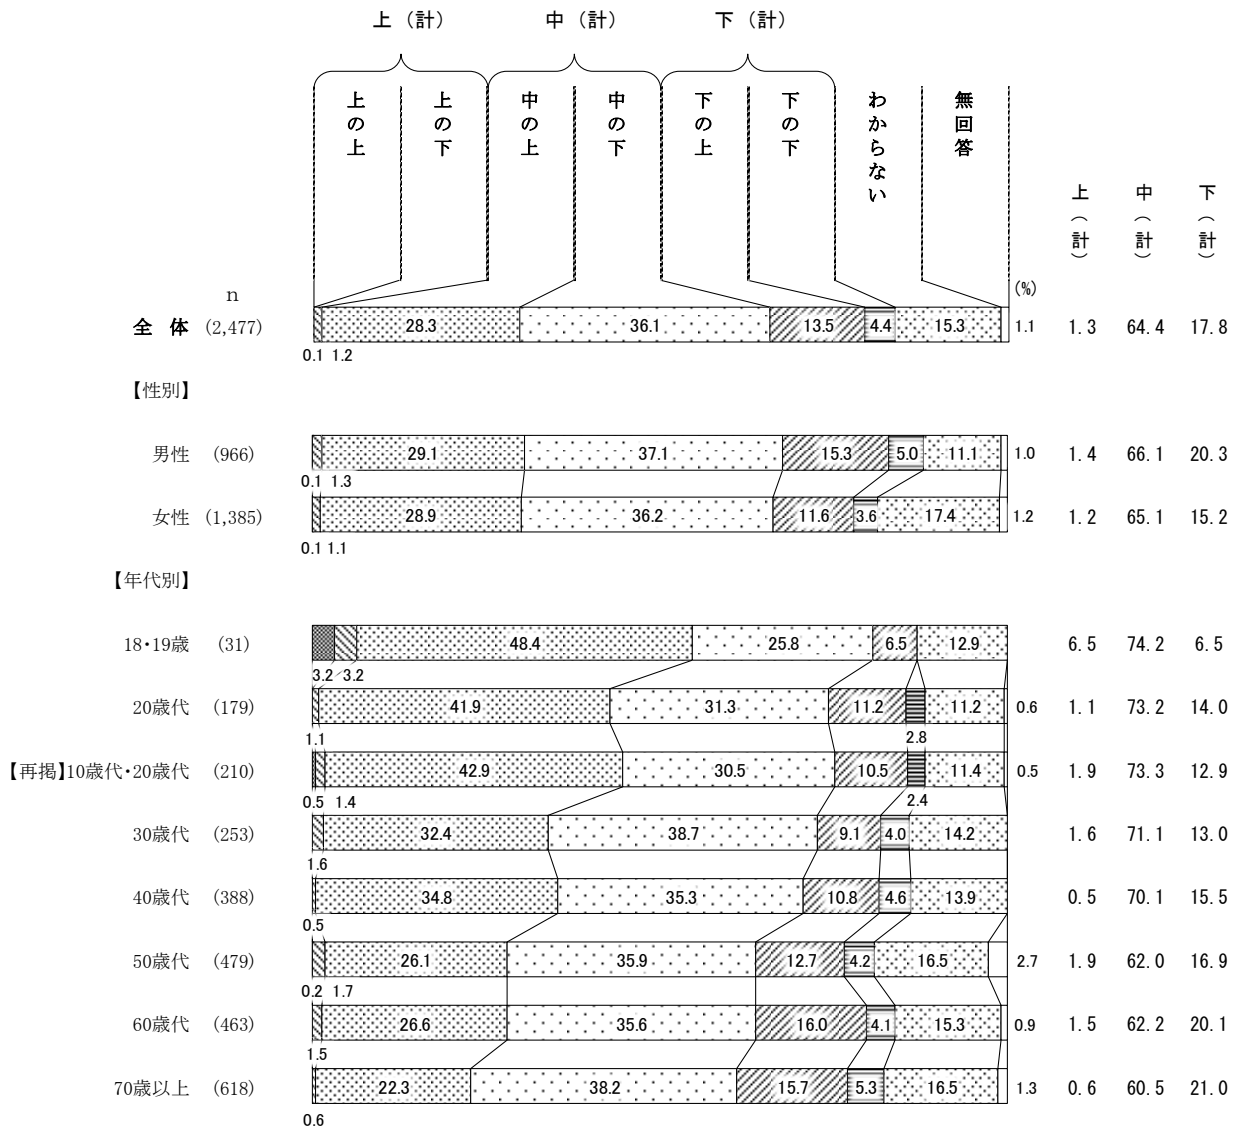 上（計） 中（計） 下（計）
上の上 上の下 中の上 中の下 下の上 下の下 わからない 無回答
上（計） 中（計） 下（計）
n (%)
全 体 (2,477) 28.3 36.1 13.5 4.4 15.3 1.1 1.3 64.4 17.8
0.1 1.2
【性別】
男性 (966) 29.1 37.1 15.3 5.0 11.1 1.0 1.4 66.1 20.3
0.1 1.3
女性 (1,385) 28.9 36.2 11.6 3.6 17.4 1.2 1.2 65.1 15.2
0.1 1.1
【年代別】
18・19歳 (31) 48.4 25.8 6.5 12.9 6.5 74.2 6.5
3.2 3.2
20歳代 (179) 41.9 31.3 11.2 11.2 0.6 1.1 73.2 14.0
1.1 2.8
【再掲】10歳代・20歳代 (210) 42.9 30.5 10.5 11.4 0.5 1.9 73.3 12.9
0.5 1.4 2.4
30歳代 (253) 32.4 38.7 9.1 4.0 14.2 1.6 71.1 13.0
1.6
40歳代 (388) 34.8 35.3 10.8 4.6 13.9 0.5 70.1 15.5
0.5
50歳代 (479) 26.1 35.9 12.7 4.2 16.5 2.7 1.9 62.0 16.9
0.2 1.7
60歳代 (463) 26.6 35.6 16.0 4.1 15.3 0.9 1.5 62.2 20.1
1.5
70歳以上 (618) 22.3 38.2 15.7 5.3 16.5 1.3 0.6 60.5 21.0
0.6